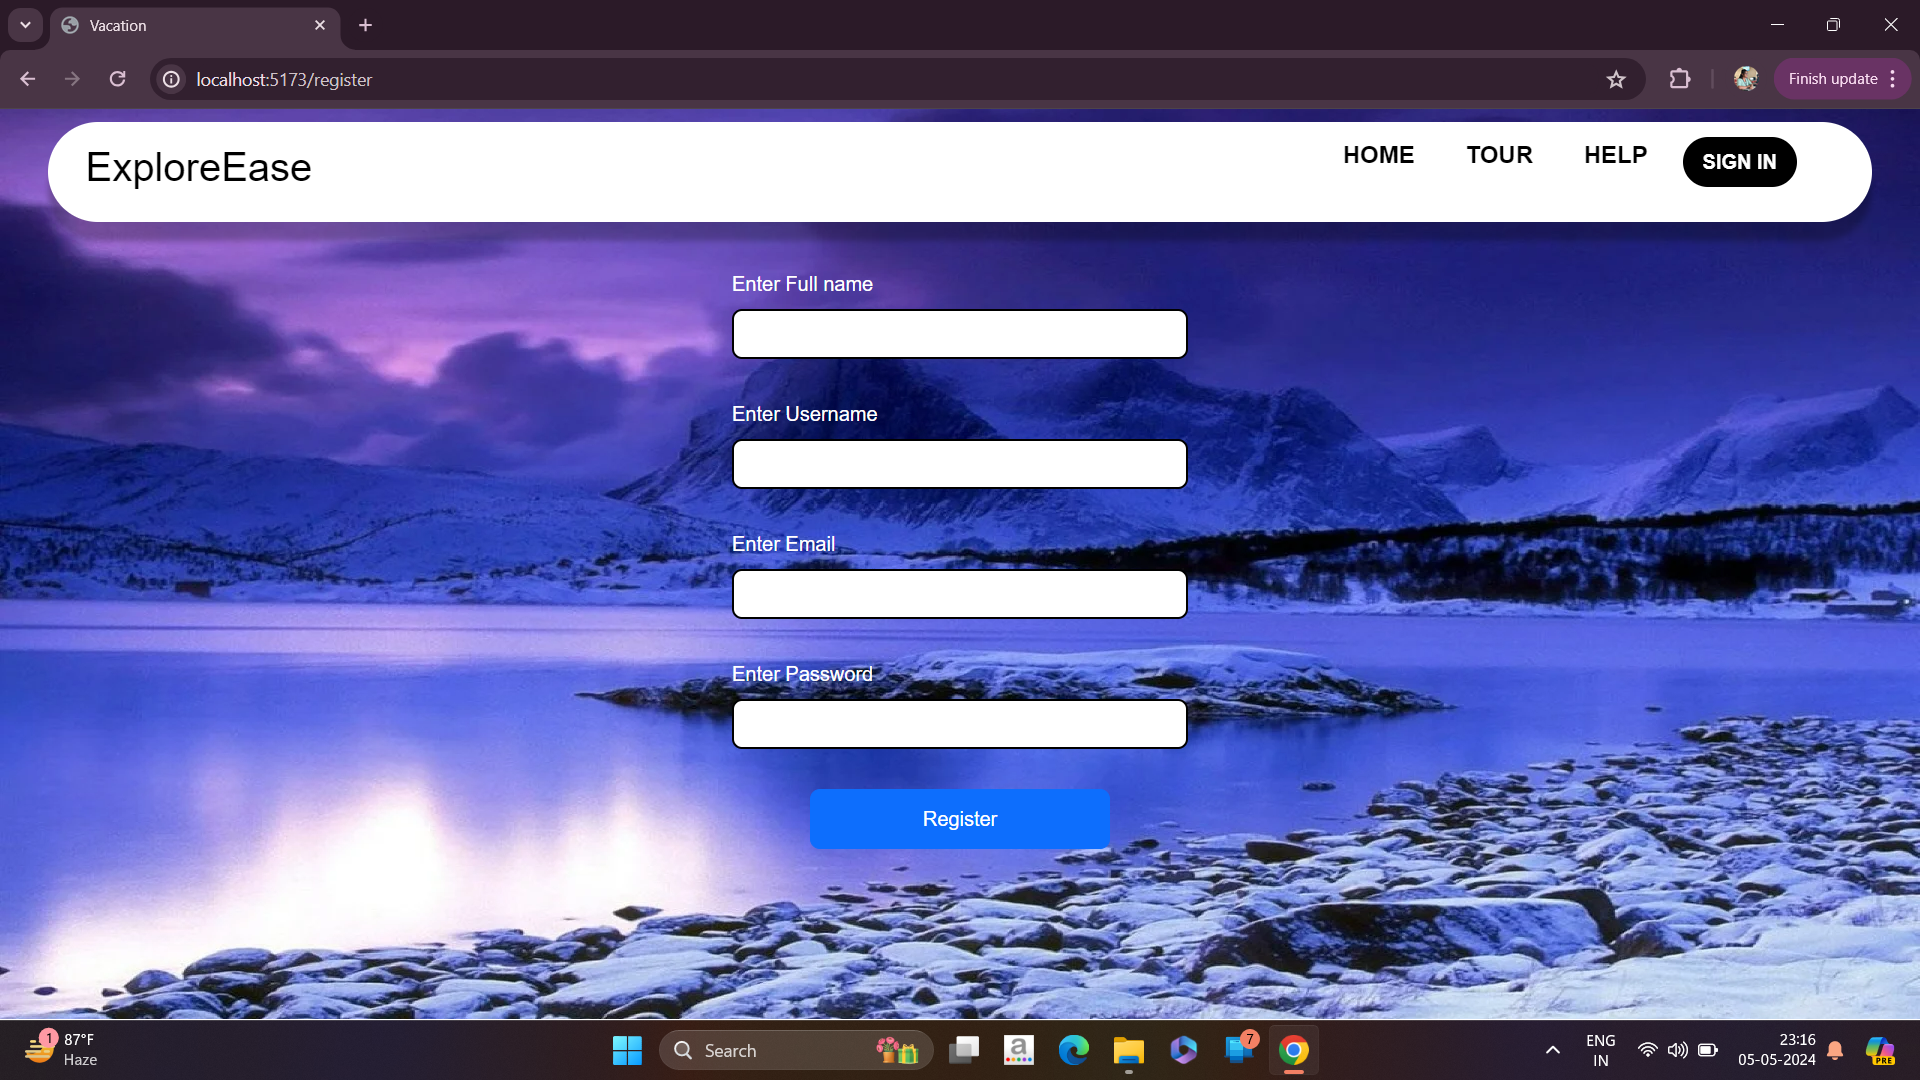 Vacation
localhost:5173/register
Finish update
ExploreEase
HOME TOUR HELP SIGN IN
Enter Full name
Enter Username
Enter Email
Enter Password
Register
1
87°F
Haze
Search
a
7
ENG
IN
23:16
05-05-2024
PRE